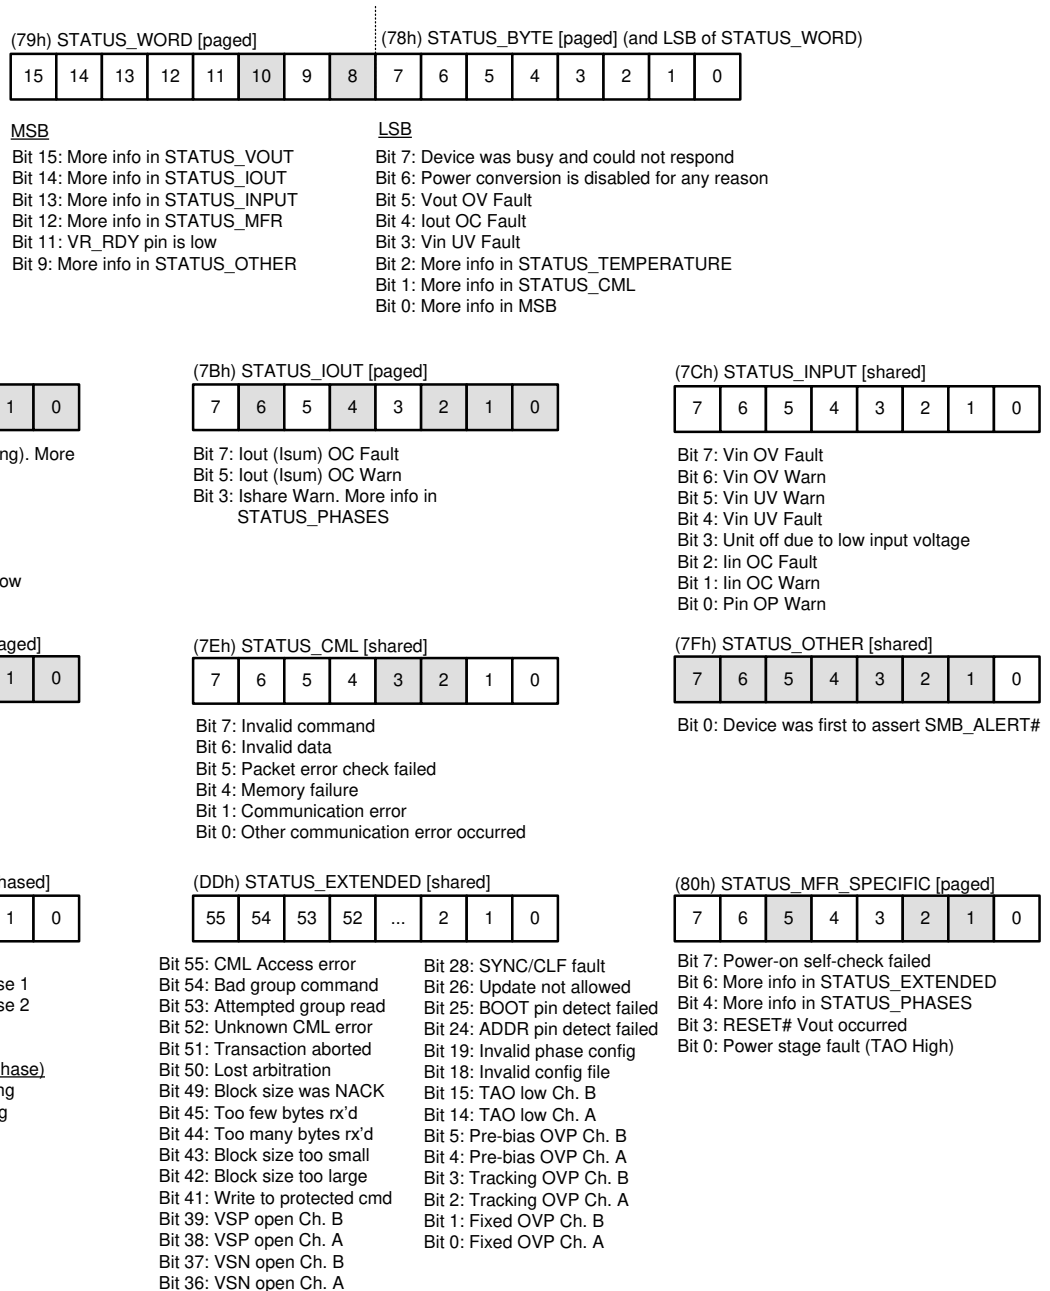 (79h) STATUS_WORD [paged]
(78h) STATUS_BYTE [paged] (and LSB of STATUS_WORD)
15 14 13 12 11 10 9 8 7 6 5 4 3 2 1 0
MSB
Bit 15: More info in STATUS_VOUT
Bit 14: More info in STATUS_IOUT
Bit 13: More info in STATUS_INPUT
Bit 12: More info in STATUS_MFR
Bit 11: VR_RDY pin is low
Bit 9: More info in STATUS_OTHER
LSB
Bit 7: Device was busy and could not respond
Bit 6: Power conversion is disabled for any reason
Bit 5: Vout OV Fault
Bit 4: Iout OC Fault
Bit 3: Vin UV Fault
Bit 2: More info in STATUS_TEMPERATURE
Bit 1: More info in STATUS_CML
Bit 0: More info in MSB
1 0
ng). More
ow
(7Bh) STATUS_IOUT [paged]
7 6 5 4 3 2 1 0
Bit 7: Iout (Isum) OC Fault
Bit 5: Iout (Isum) OC Warn
Bit 3: Ishare Warn. More info in
STATUS_PHASES
(7Ch) STATUS_INPUT [shared]
7 6 5 4 3 2 1 0
Bit 7: Vin OV Fault
Bit 6: Vin OV Warn
Bit 5: Vin UV Warn
Bit 4: Vin UV Fault
Bit 3: Unit off due to low input voltage
Bit 2: Iin OC Fault
Bit 1: Iin OC Warn
Bit 0: Pin OP Warn
aged]
1 0
(7Eh) STATUS_CML [shared]
7 6 5 4 3 2 1 0
Bit 7: Invalid command
Bit 6: Invalid data
Bit 5: Packet error check failed
Bit 4: Memory failure
Bit 1: Communication error
Bit 0: Other communication error occurred
(7Fh) STATUS_OTHER [shared]
7 6 5 4 3 2 1 0
Bit 0: Device was first to assert SMB_ALERT#
hased]
1 0
se 1
se 2
hase)
ng
g
(DDh) STATUS_EXTENDED [shared]
55 54 53 52 ... 2 1 0
Bit 55: CML Access error
Bit 54: Bad group command
Bit 53: Attempted group read
Bit 52: Unknown CML error
Bit 51: Transaction aborted
Bit 50: Lost arbitration
Bit 49: Block size was NACK
Bit 45: Too few bytes rx'd
Bit 44: Too many bytes rx'd
Bit 43: Block size too small
Bit 42: Block size too large
Bit 41: Write to protected cmd
Bit 39: VSP open Ch. B
Bit 38: VSP open Ch. A
Bit 37: VSN open Ch. B
Bit 36: VSN open Ch. A
Bit 28: SYNC/CLF fault
Bit 26: Update not allowed
Bit 25: BOOT pin detect failed
Bit 24: ADDR pin detect failed
Bit 19: Invalid phase config
Bit 18: Invalid config file
Bit 15: TAO low Ch. B
Bit 14: TAO low Ch. A
Bit 5: Pre-bias OVP Ch. B
Bit 4: Pre-bias OVP Ch. A
Bit 3: Tracking OVP Ch. B
Bit 2: Tracking OVP Ch. A
Bit 1: Fixed OVP Ch. B
Bit 0: Fixed OVP Ch. A
(80h) STATUS_MFR_SPECIFIC [paged]
7 6 5 4 3 2 1 0
Bit 7: Power-on self-check failed
Bit 6: More info in STATUS_EXTENDED
Bit 4: More info in STATUS_PHASES
Bit 3: RESET# Vout occurred
Bit 0: Power stage fault (TAO High)